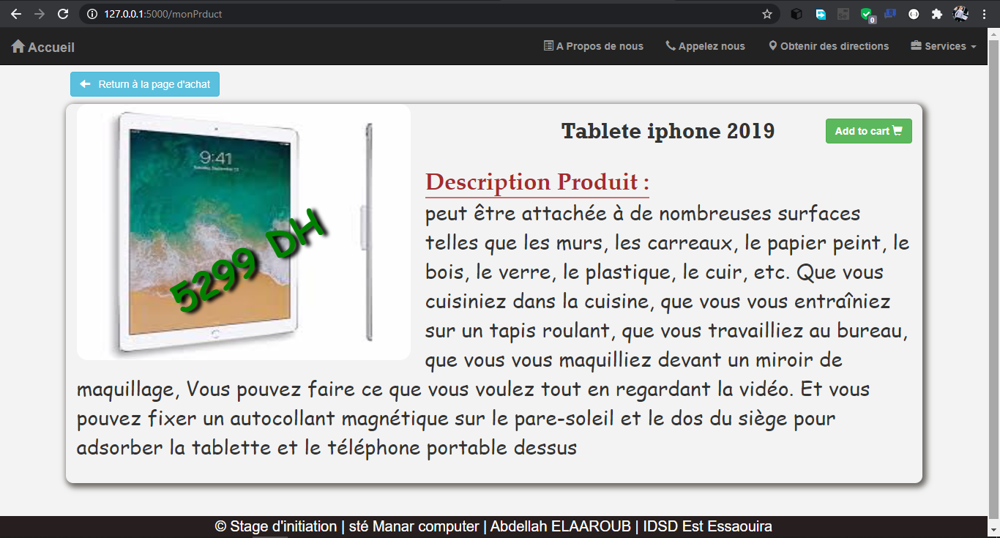 127.0.0.1:5000/monPrduct
0
Accueil
A Propos de nous
Appelez nous
Obtenir des directions
Services
Return à la page d'achat
Tablete iphone 2019
Add to cart
9:41
5299 DH
Description Produit :
peut être attachée à de nombreuses surfaces
telles que les murs, les carreaux, le papier peint, le
bois, le verre, le plastique, le cuir, etc. Que vous
cuisiniez dans la cuisine, que vous vous entraîniez
sur un tapis roulant, que vous travailliez au bureau,
que vous vous maquilliez devant un miroir de
maquillage, Vous pouvez faire ce que vous voulez tout en regardant la vidéo. Et vous
pouvez fixer un autocollant magnétique sur le pare-soleil et le dos du siège pour
adsorber la tablette et le téléphone portable dessus
© Stage d'initiation | sté Manar computer | Abdellah ELAAROUB | IDSD Est Essaouira